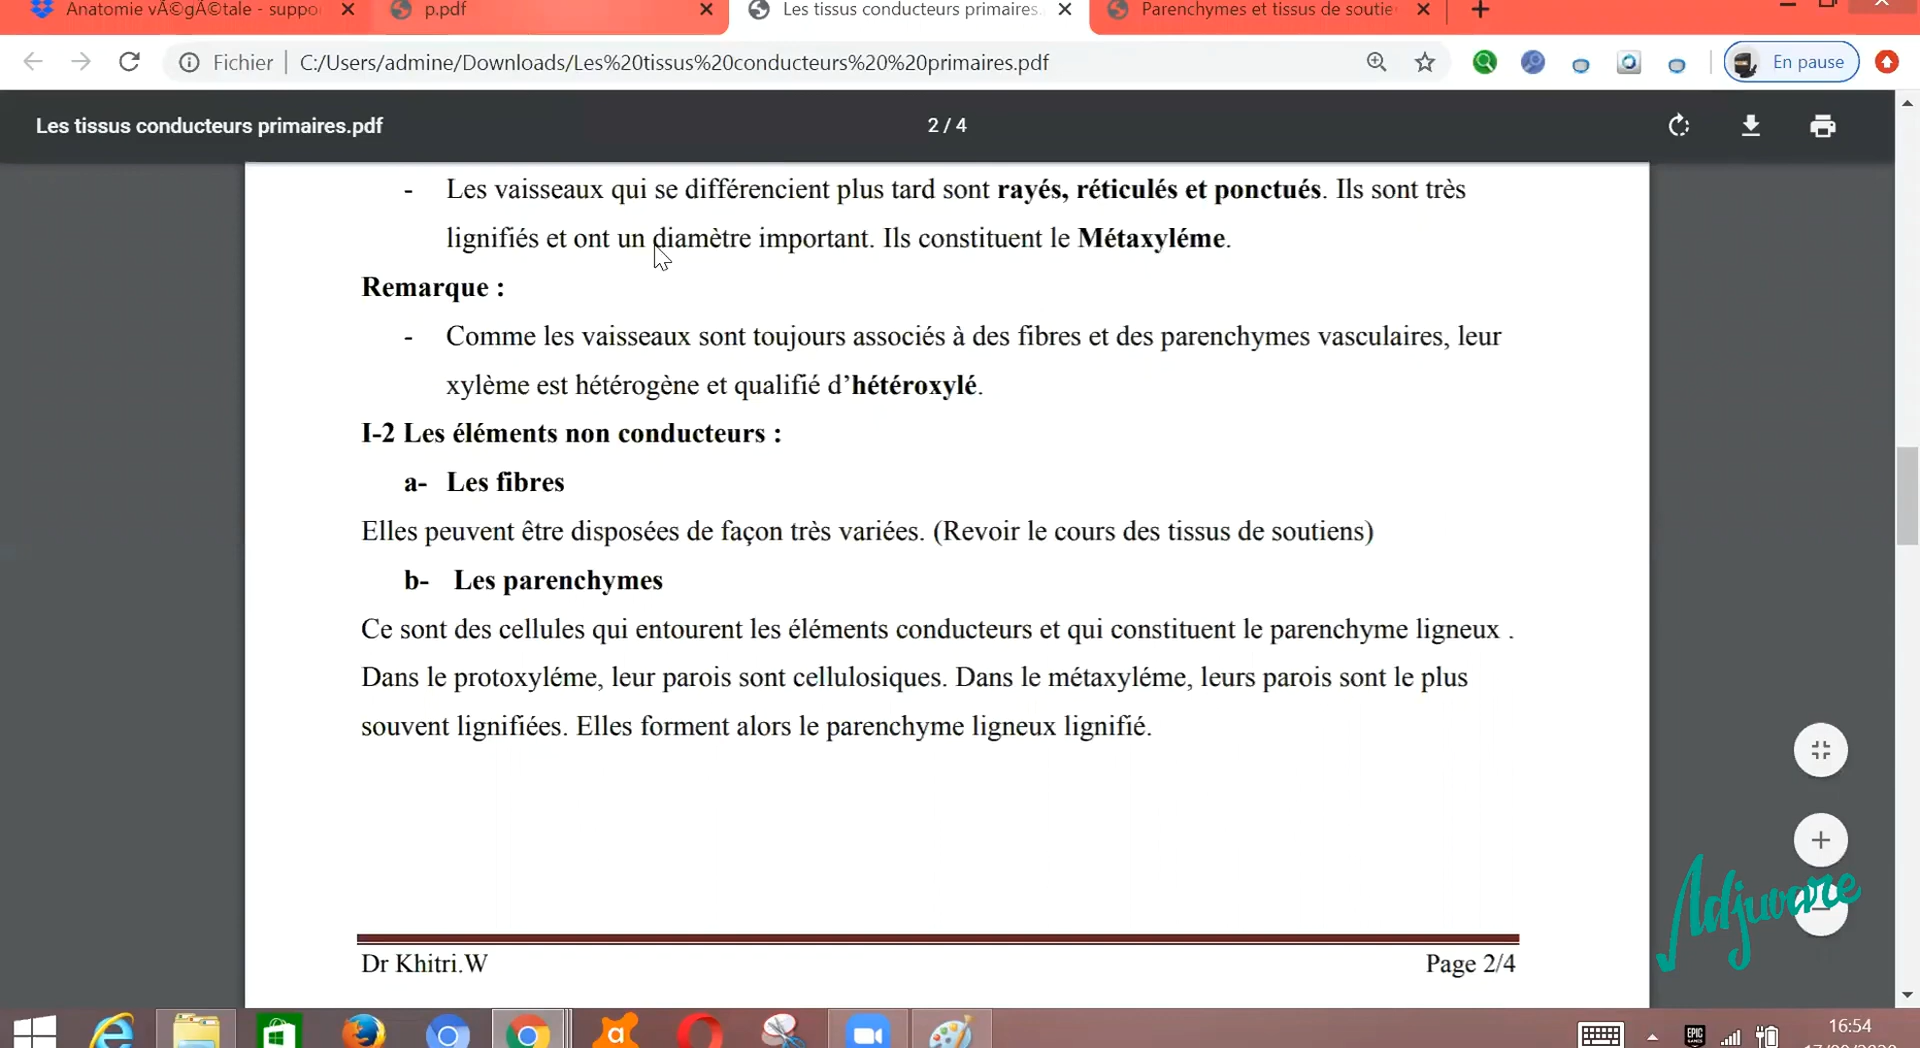 Anatomie vÃ©gÃ©tale - suppo
p.pdf
Les tissus conducteurs primaires.
Parenchymes et tissus de soutie
Fichier
C:/Users/admine/Downloads/Les%20tissus%20conducteurs%20%20primaires.pdf
En pause
Les tissus conducteurs primaires.pdf
2 / 4
- Les vaisseaux qui se différencient plus tard sont rayés, réticulés et ponctués. Ils sont très
lignifiés et ont un diamètre important. Ils constituent le Métaxyléme.
Remarque :
- Comme les vaisseaux sont toujours associés à des fibres et des parenchymes vasculaires, leur
xylème est hétérogène et qualifié d’hétéroxylé.
I-2 Les éléments non conducteurs :
a- Les fibres
Elles peuvent être disposées de façon très variées. (Revoir le cours des tissus de soutiens)
b- Les parenchymes
Ce sont des cellules qui entourent les éléments conducteurs et qui constituent le parenchyme ligneux .
Dans le protoxyléme, leur parois sont cellulosiques. Dans le métaxyléme, leurs parois sont le plus
souvent lignifiées. Elles forment alors le parenchyme ligneux lignifié.
Adjuvare
Dr Khitri.W
Page 2/4
EPIC
16:54